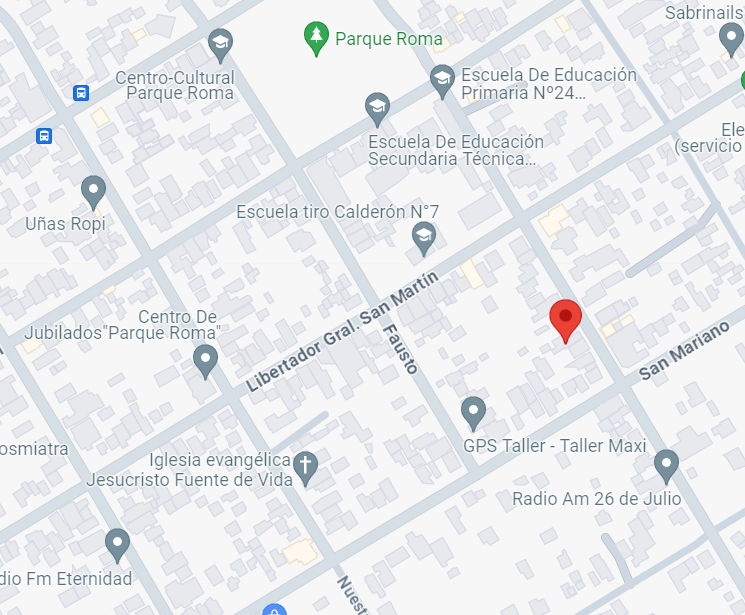 Sabrinails
Parque Roma
Centro-Cultural
Parque Roma
Escuela De Educación
Primaria Nº24...
Ele
(servicio
Escuela De Educación
Secundaria Técnica...
Uñas Ropi
Escuela tiro Calderón N°7
Libertador Gral. San Martín
Centro De
Jubilados"Parque Roma"
Fausto
San Mariano
osmiatra
GPS Taller - Taller Maxi
Iglesia evangélica
Jesucristo Fuente de Vida
Radio Am 26 de Julio
dio Fm Eternidad
Nuest